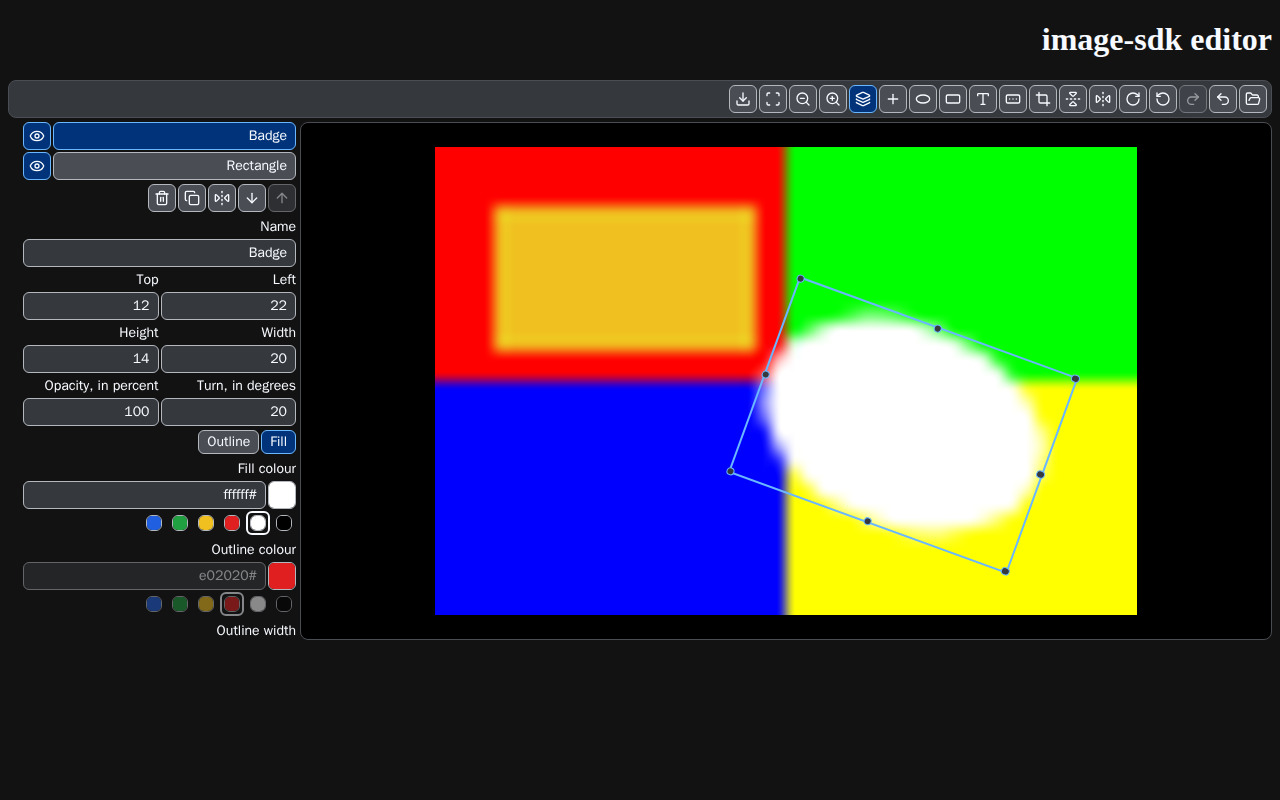 image-sdk editor
Badge
Rectangle
Name
Badge
Left Top
22 12
Width Height
20 14
Turn, in degrees Opacity, in percent
20 100
Fill Outline
Fill colour
ffffff#
Outline colour
e02020#
Outline width